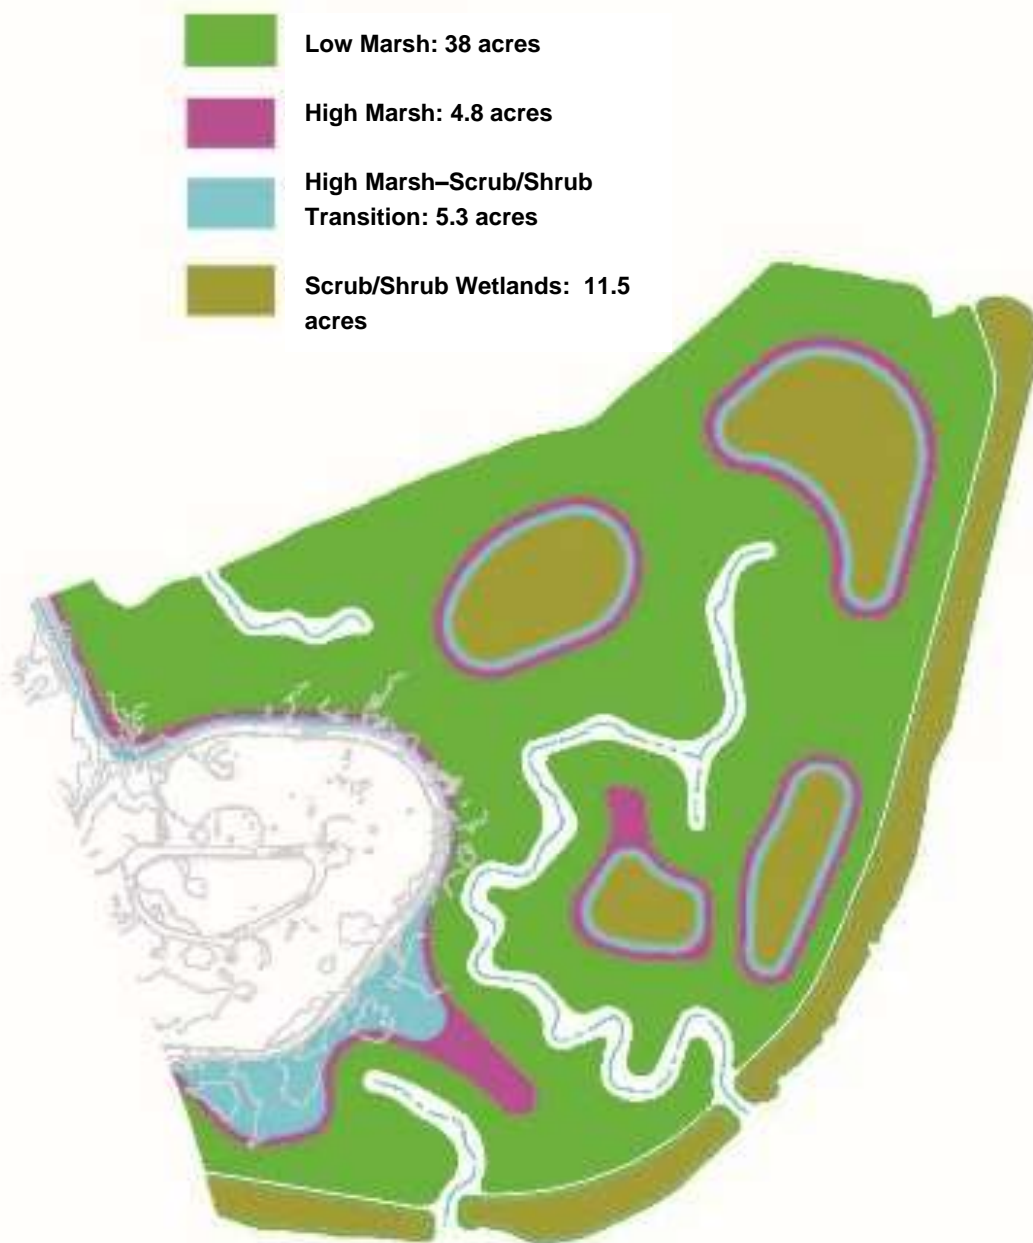 Low Marsh: 38 acres
High Marsh: 4.8 acres
High Marsh–Scrub/Shrub
Transition: 5.3 acres
Scrub/Shrub Wetlands:  11.5
acres